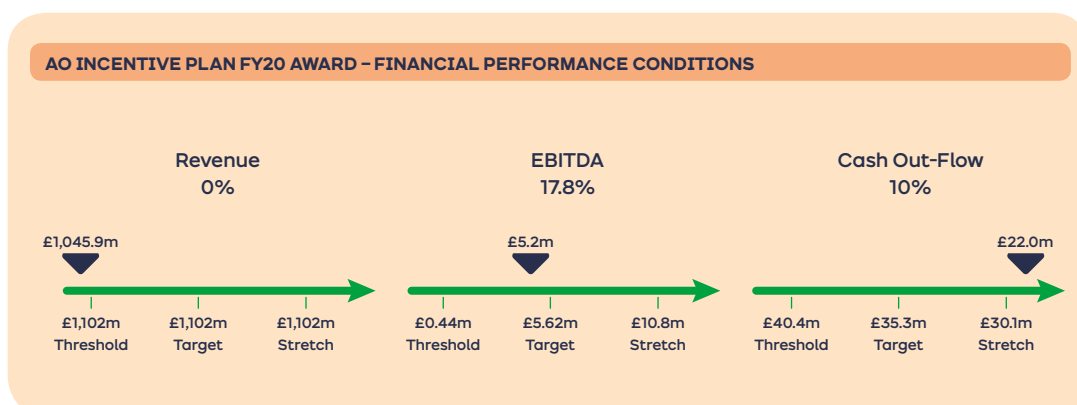 AO INCENTIVE PLAN FY20 AWARD – FINANCIAL PERFORMANCE CONDITIONS
Revenue
0%
£1,045.9m
£1,102m £1,102m £1,102m
Threshold Target Stretch
EBITDA
17.8%
£5.2m
£0.44m £5.62m £10.8m
Threshold Target Stretch
Cash Out-Flow
10%
£22.0m
£40.4m £35.3m £30.1m
Threshold Target Stretch